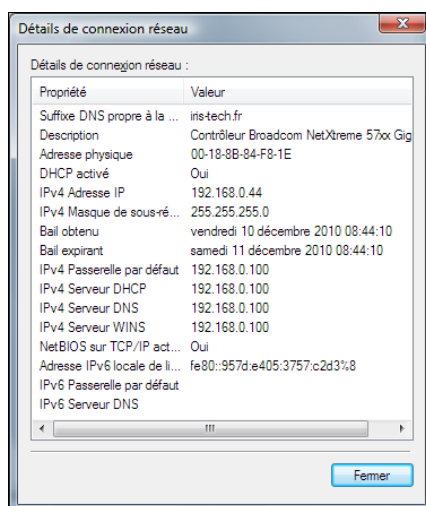 Détails de connexion réseau
Détails de connexion réseau :
Propriété Valeur
Suffixe DNS propre à la ... iris-tech.fr
Description Contrôleur Broadcom NetXtreme 57xx Gig
Adresse physique 00-18-8B-84-F8-1E
DHCP activé Oui
IPv4 Adresse IP 192.168.0.44
IPv4 Masque de sous-ré... 255.255.255.0
Bail obtenu vendredi 10 décembre 2010 08:44:10
Bail expirant samedi 11 décembre 2010 08:44:10
IPv4 Passerelle par défaut 192.168.0.100
IPv4 Serveur DHCP 192.168.0.100
IPv4 Serveur DNS 192.168.0.100
IPv4 Serveur WINS 192.168.0.100
NetBIOS sur TCP/IP act... Oui
Adresse IPv6 locale de li... fe80::957d:e405:3757:c2d3%8
IPv6 Passerelle par défaut
IPv6 Serveur DNS
Fermer